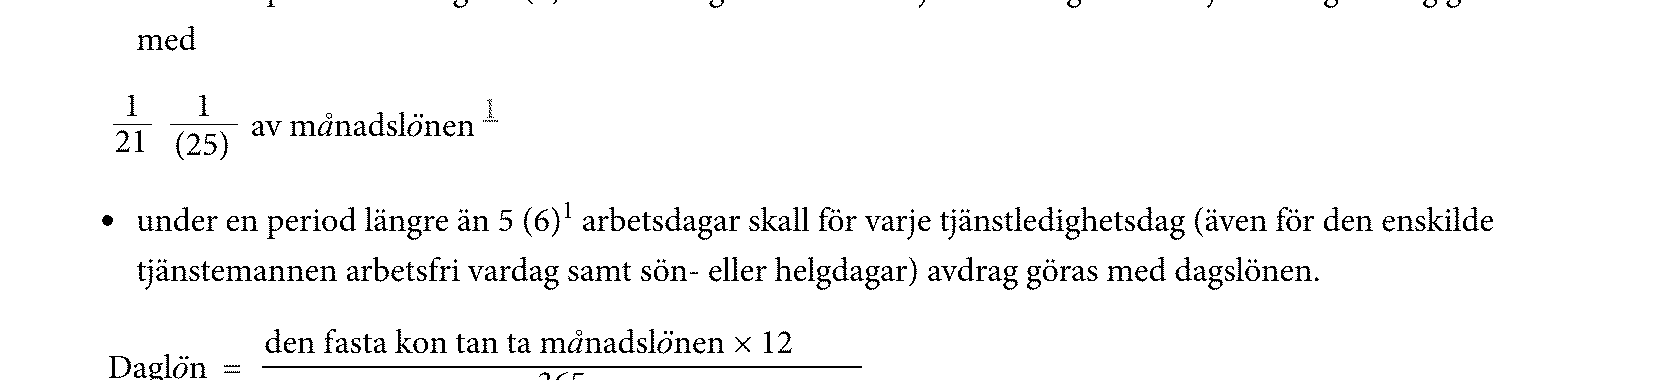 med
1/21 1/(25) av månadslönen 1
• under en period längre än 5 (6)1 arbetsdagar skall för varje tjänstledighetsdag (även för den enskilde
tjänstemannen arbetsfri vardag samt sön- eller helgdagar) avdrag göras med dagslönen.
den fasta kon tan ta månadslönen × 12
Daglön =
365